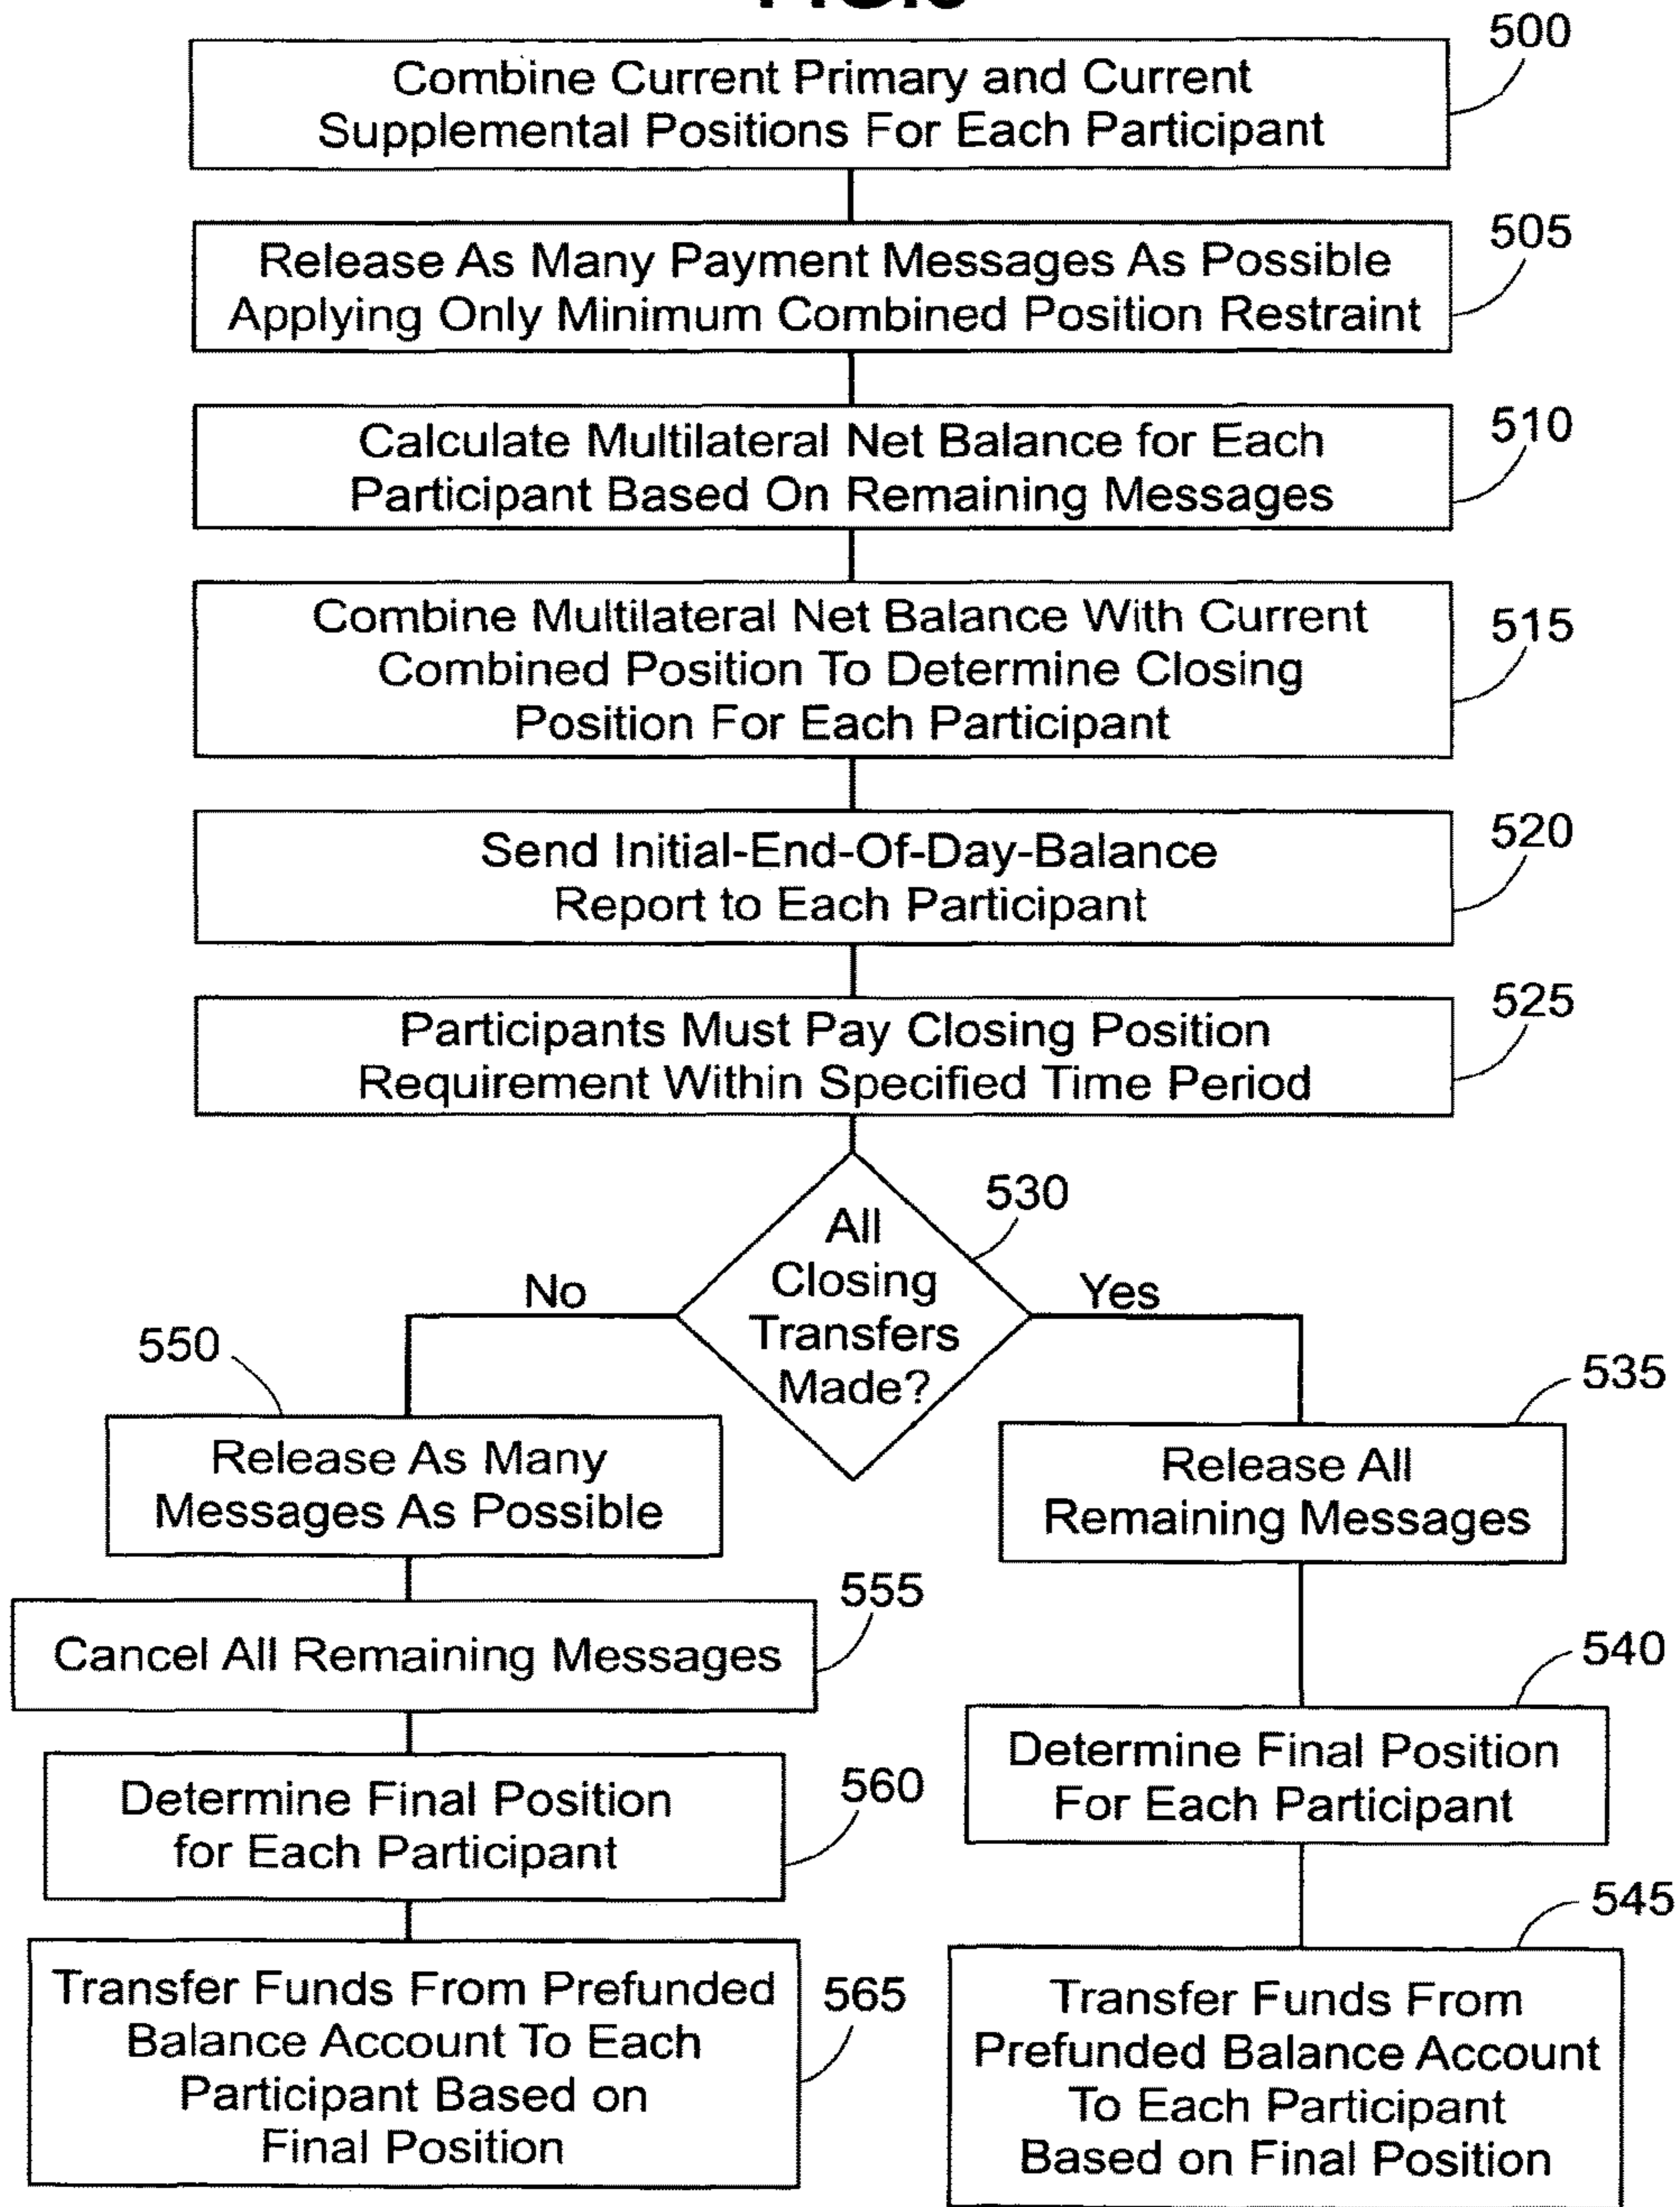 500
Combine Current Primary and Current
Supplemental Positions For Each Participant
505
Release As Many Payment Messages As Possible
Applying Only Minimum Combined Position Restraint
510
Calculate Multilateral Net Balance for Each
Participant Based On Remaining Messages
515
Combine Multilateral Net Balance With Current
Combined Position To Determine Closing
Position For Each Participant
520
Send Initial-End-Of-Day-Balance
Report to Each Participant
525
Participants Must Pay Closing Position
Requirement Within Specified Time Period
530
All
Closing
Transfers
Made?
No
Yes
550
Release As Many
Messages As Possible
555
Cancel All Remaining Messages
560
Determine Final Position
for Each Participant
565
Transfer Funds From Prefunded
Balance Account To Each
Participant Based on
Final Position
535
Release All
Remaining Messages
540
Determine Final Position
For Each Participant
545
Transfer Funds From
Prefunded Balance Account
To Each Participant
Based on Final Position